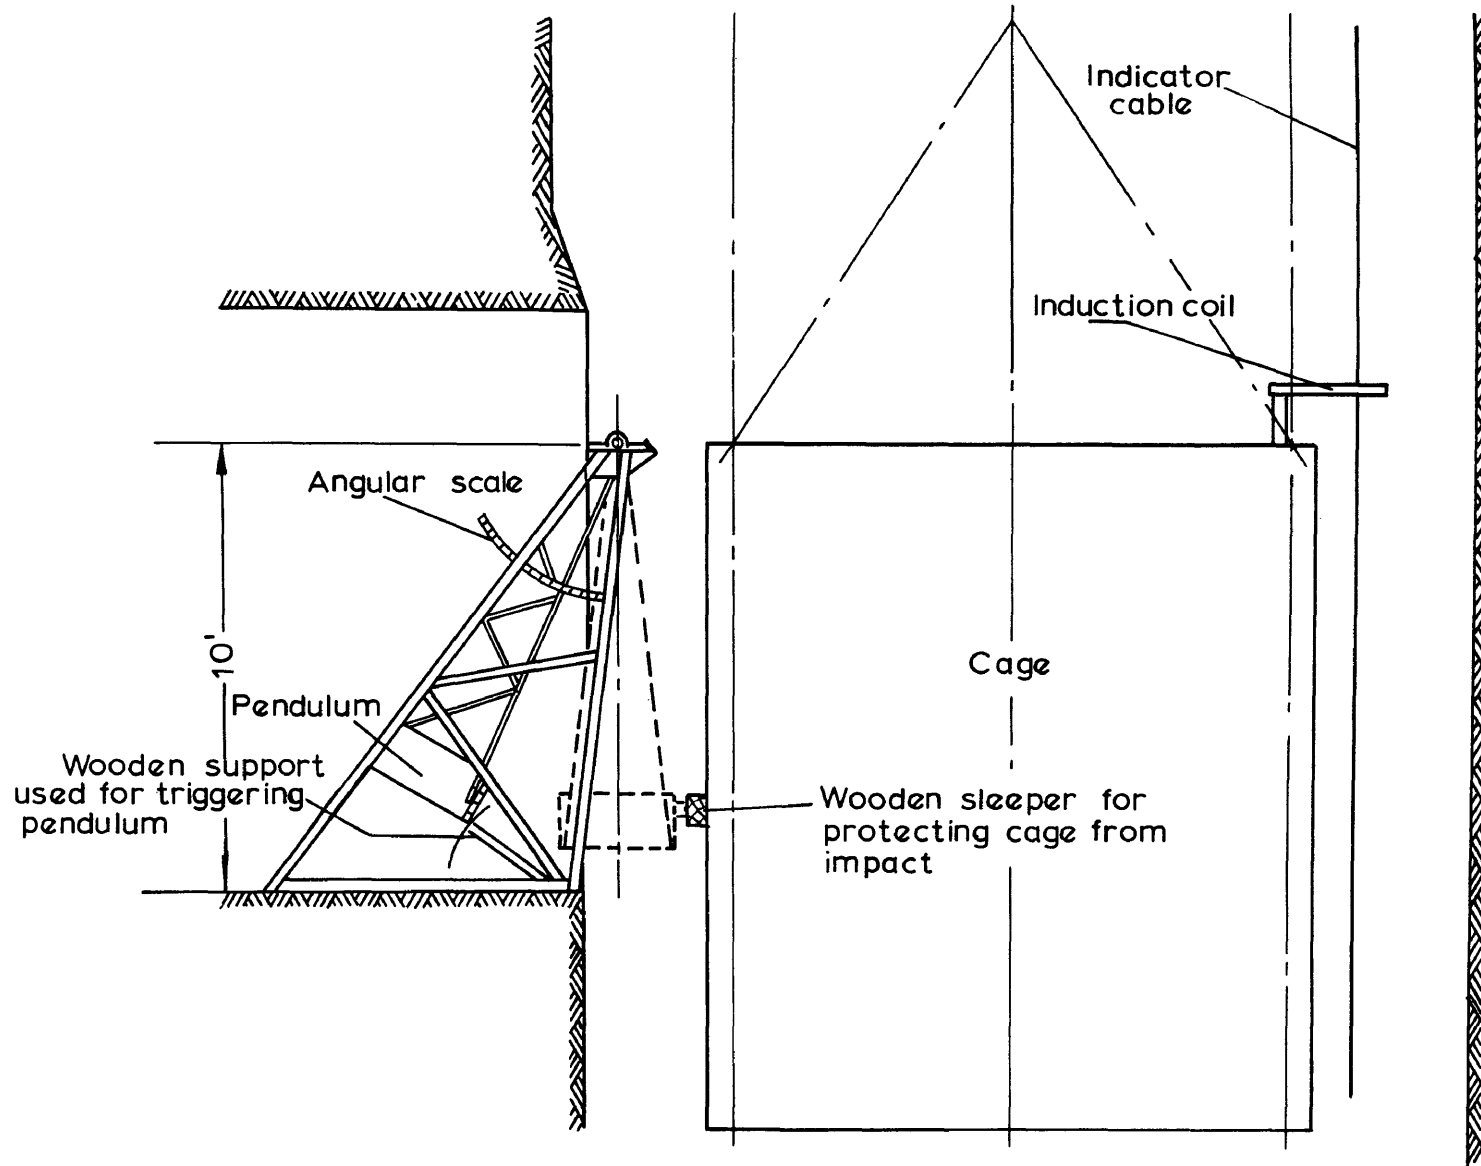 Indicator
cable
Induction coil
Angular scale
10'
Cage
Pendulum
Wooden support
used for triggering
pendulum
Wooden sleeper for
protecting cage from
impact